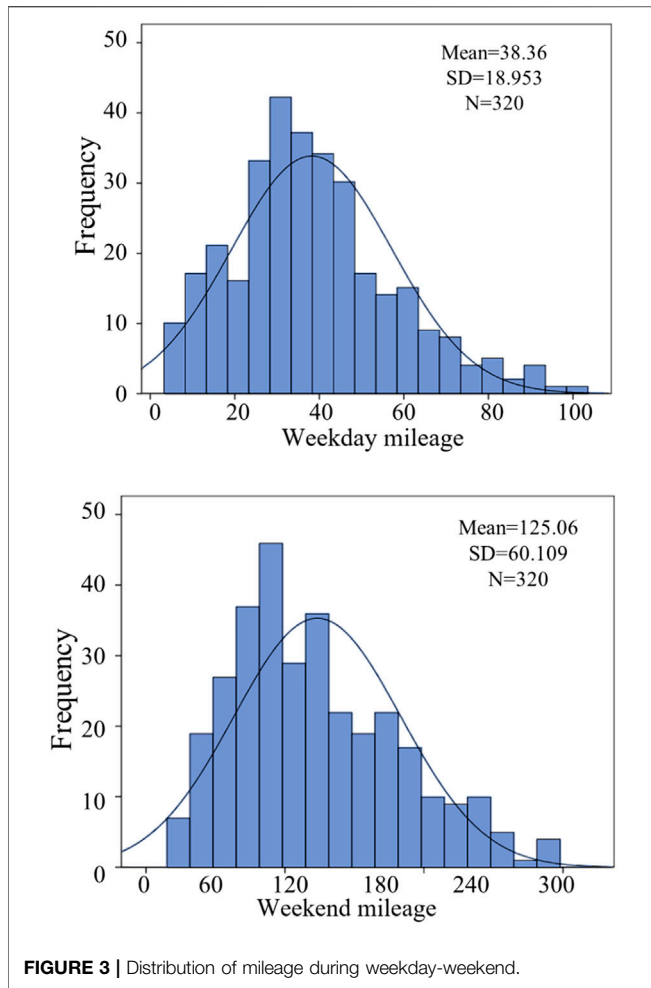 50
40
30
20
10
0
Frequency
Mean=38.36
SD=18.953
N=320
0 20 40 60 80 100
Weekday mileage
50
40
30
20
10
0
Frequency
Mean=125.06
SD=60.109
N=320
0 60 120 180 240 300
Weekend mileage
FIGURE 3 | Distribution of mileage during weekday-weekend.